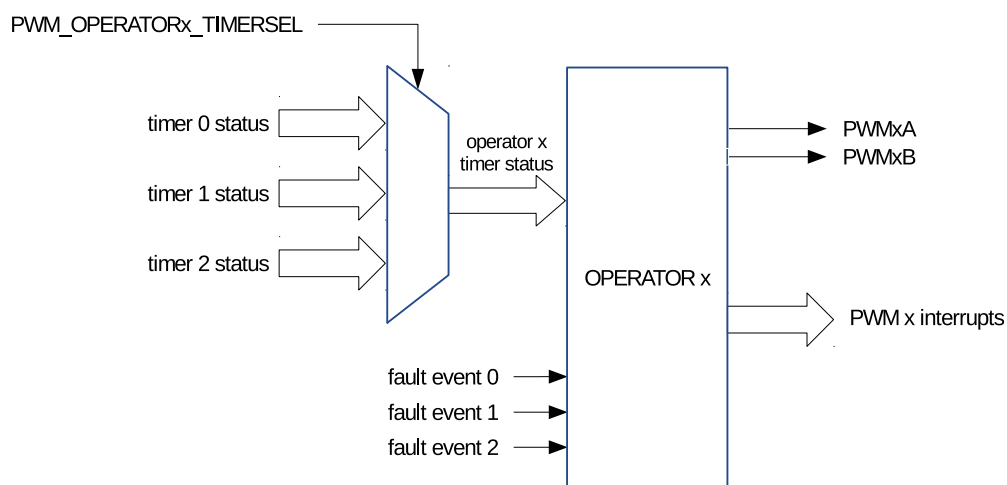 PWM_OPERATORx_TIMERSEL
timer 0 status
timer 1 status
timer 2 status
operator x
timer status
OPERATOR x
PWMxA
PWMxB
PWM x interrupts
fault event 0
fault event 1
fault event 2